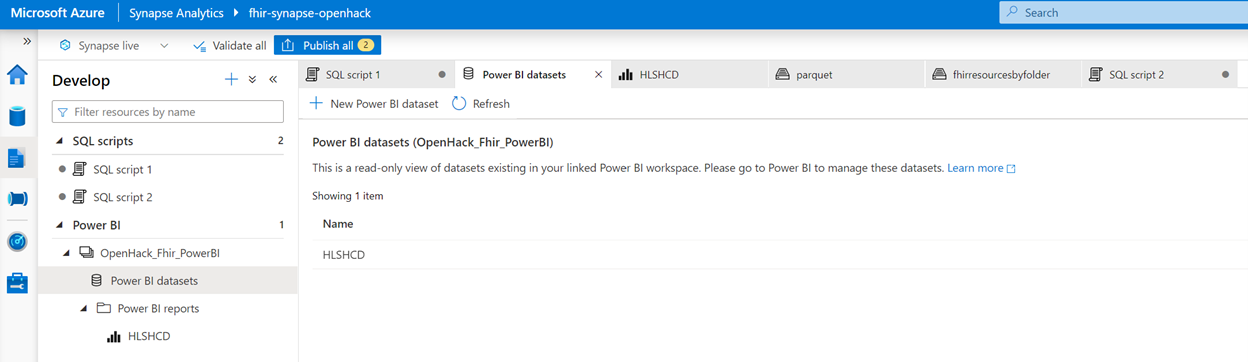 Microsoft Azure
Synapse Analytics
fhir-synapse-openhack
Search
Synapse live
Validate all
Publish all 2
Develop
Filter resources by name
SQL scripts 2
SQL script 1
SQL script 2
Power BI 1
OpenHack_Fhir_PowerBI
Power BI datasets
Power BI reports
HLSHCD
SQL script 1
Power BI datasets
HLSHCD
parquet
fhirresourcesbyfolder
SQL script 2
New Power BI dataset
Refresh
Power BI datasets (OpenHack_Fhir_PowerBI)
This is a read-only view of datasets existing in your linked Power BI workspace. Please go to Power BI to manage these datasets. Learn more
Showing 1 item
Name
HLSHCD